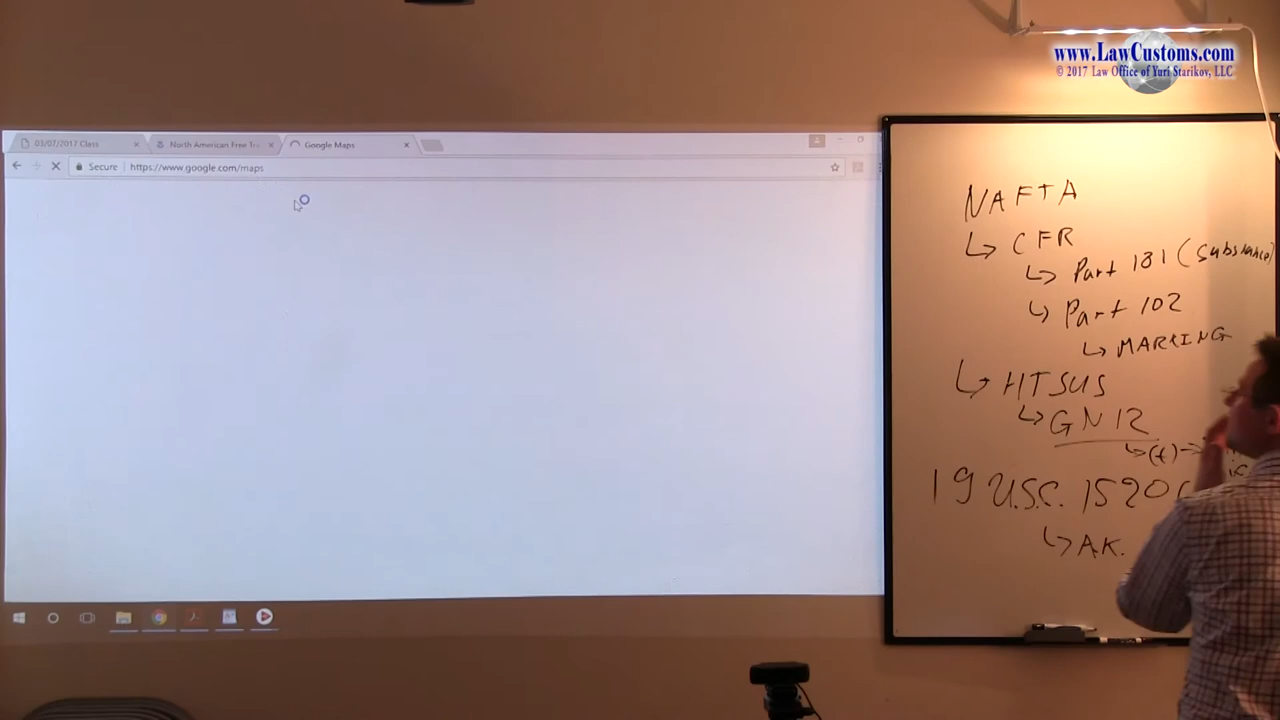 www.LawCustoms.com
© 2017 Law Office of Yuri Starikov, LLC
03/07/2017 Class
North American Free Tra
Google Maps
Secure
https://www.google.com/maps
NAFTA
↳ CFR
↳ Part 181 (substance)
↳ Part 102
↳ MARKING
↳ HTSUS
↳ GN 12
↳ (t) →
19 U.S.C. 1520 (
↳ A.K.